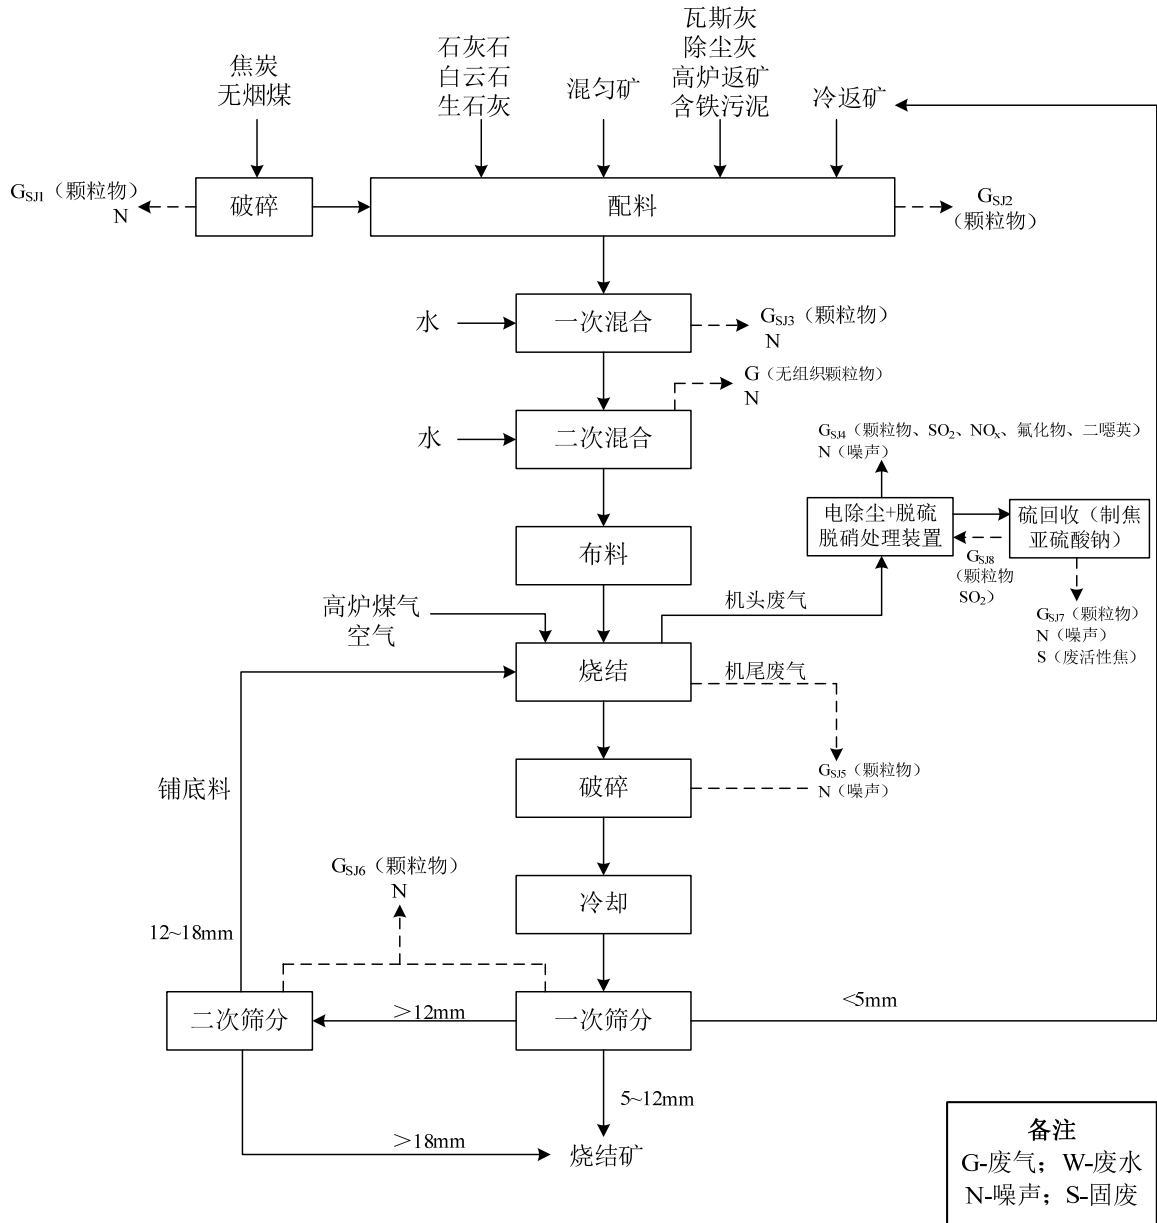 焦炭
无烟煤
石灰石
白云石
生石灰
混匀矿
瓦斯灰
除尘灰
高炉返矿
含铁污泥
冷返矿
GSJ1（颗粒物）
N
破碎
配料
GSJ2
（颗粒物）
水
一次混合
GSJ3（颗粒物）
N
G（无组织颗粒物）
N
水
二次混合
GSJ4（颗粒物、SO2、NOx、氟化物、二噁英）
N（噪声）
电除尘+脱硫
脱硝处理装置
硫回收（制焦
亚硫酸钠）
GSJ8
（颗粒物
SO2）
GSJ7（颗粒物）
N（噪声）
S（废活性焦）
布料
高炉煤气
空气
机头废气
烧结
机尾废气
铺底料
破碎
GSJ5（颗粒物）
N（噪声）
GSJ6（颗粒物）
N
冷却
12~18mm
二次筛分
＞12mm
一次筛分
<5mm
5~12mm
＞18mm
烧结矿
备注
G-废气；W-废水
N-噪声；S-固废